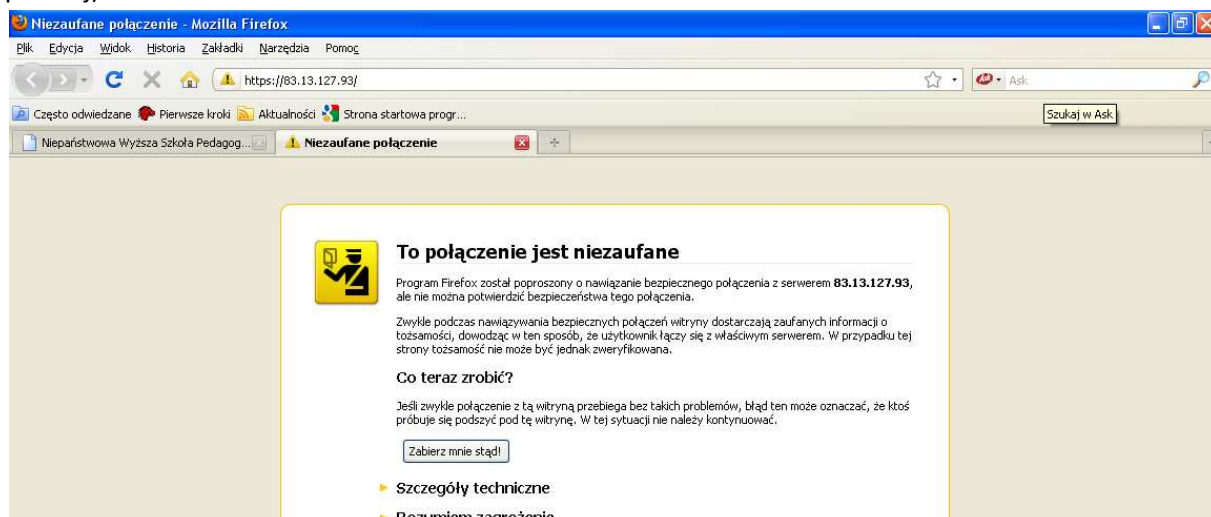 Niezaufane połączenie - Mozilla Firefox
Plik Edycja Widok Historia Zakładki Narzędzia Pomoc
https://83.13.127.93/ Ask
Często odwiedzane Pierwsze kroki Aktualności Strona startowa progr...
Szukaj w Ask
Niepaństwowa Wyższa Szkoła Pedagog... Niezaufane połączenie
To połączenie jest niezaufane
Program Firefox został poproszony o nawiązanie bezpiecznego połączenia z serwerem 83.13.127.93,
ale nie można potwierdzić bezpieczeństwa tego połączenia.
Zwykle podczas nawiązywania bezpiecznych połączeń witryny dostarczają zaufanych informacji o
tożsamości, dowodząc w ten sposób, że użytkownik łączy się z właściwym serwerem. W przypadku tej
strony tożsamość nie może być jednak zweryfikowana.
Co teraz zrobić?
Jeśli zwykle połączenie z tą witryną przebiega bez takich problemów, błąd ten może oznaczać, że ktoś
próbuje się podszyć pod tę witrynę. W tej sytuacji nie należy kontynuować.
Zabierz mnie stąd!
Szczegóły techniczne
Rozumiem zagrożenie